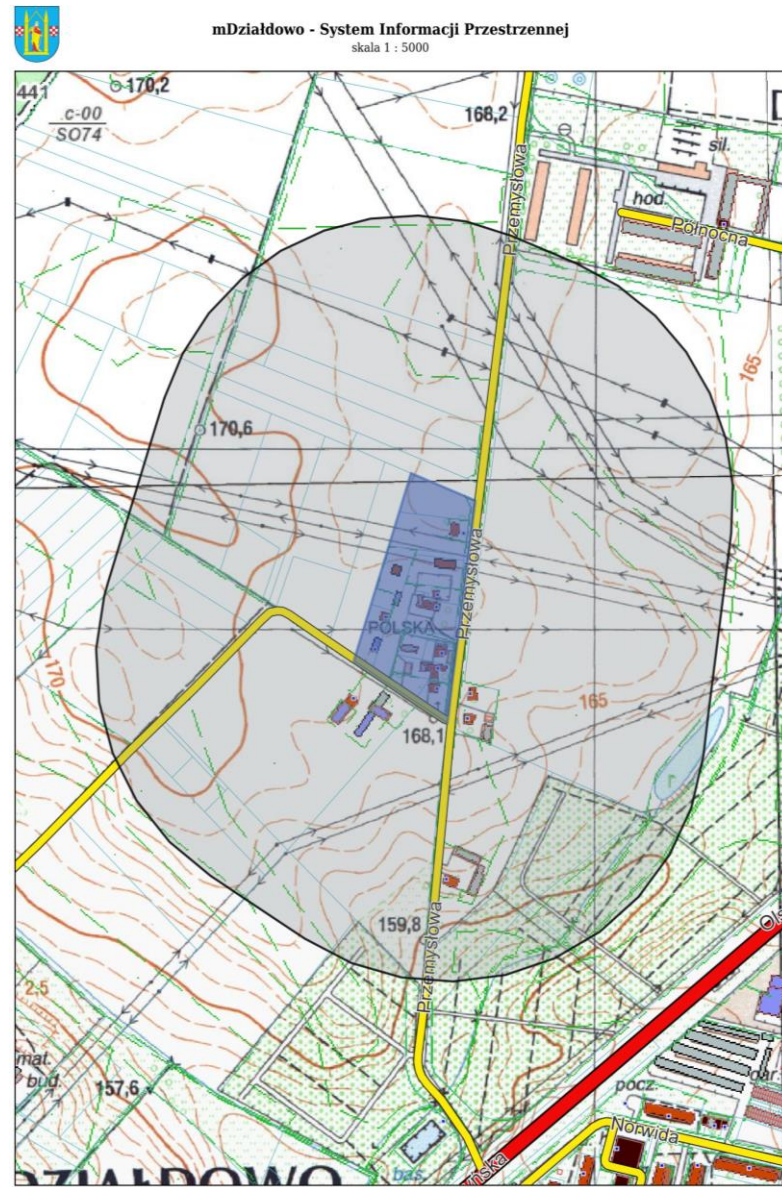 mDziałdowo - System Informacji Przestrzennej
skala 1 : 5000
441
170,2
c-00
SO74
168,2
Przemysłowa
sil.
hod.
Północna
165
170,6
Przemysłowa
POLSKA
170
165
168,1
159,8
Przemysłowa
2,5
mat.
bud.
157,6
pocz.
Norwida
bas.
DZIAŁDOWO